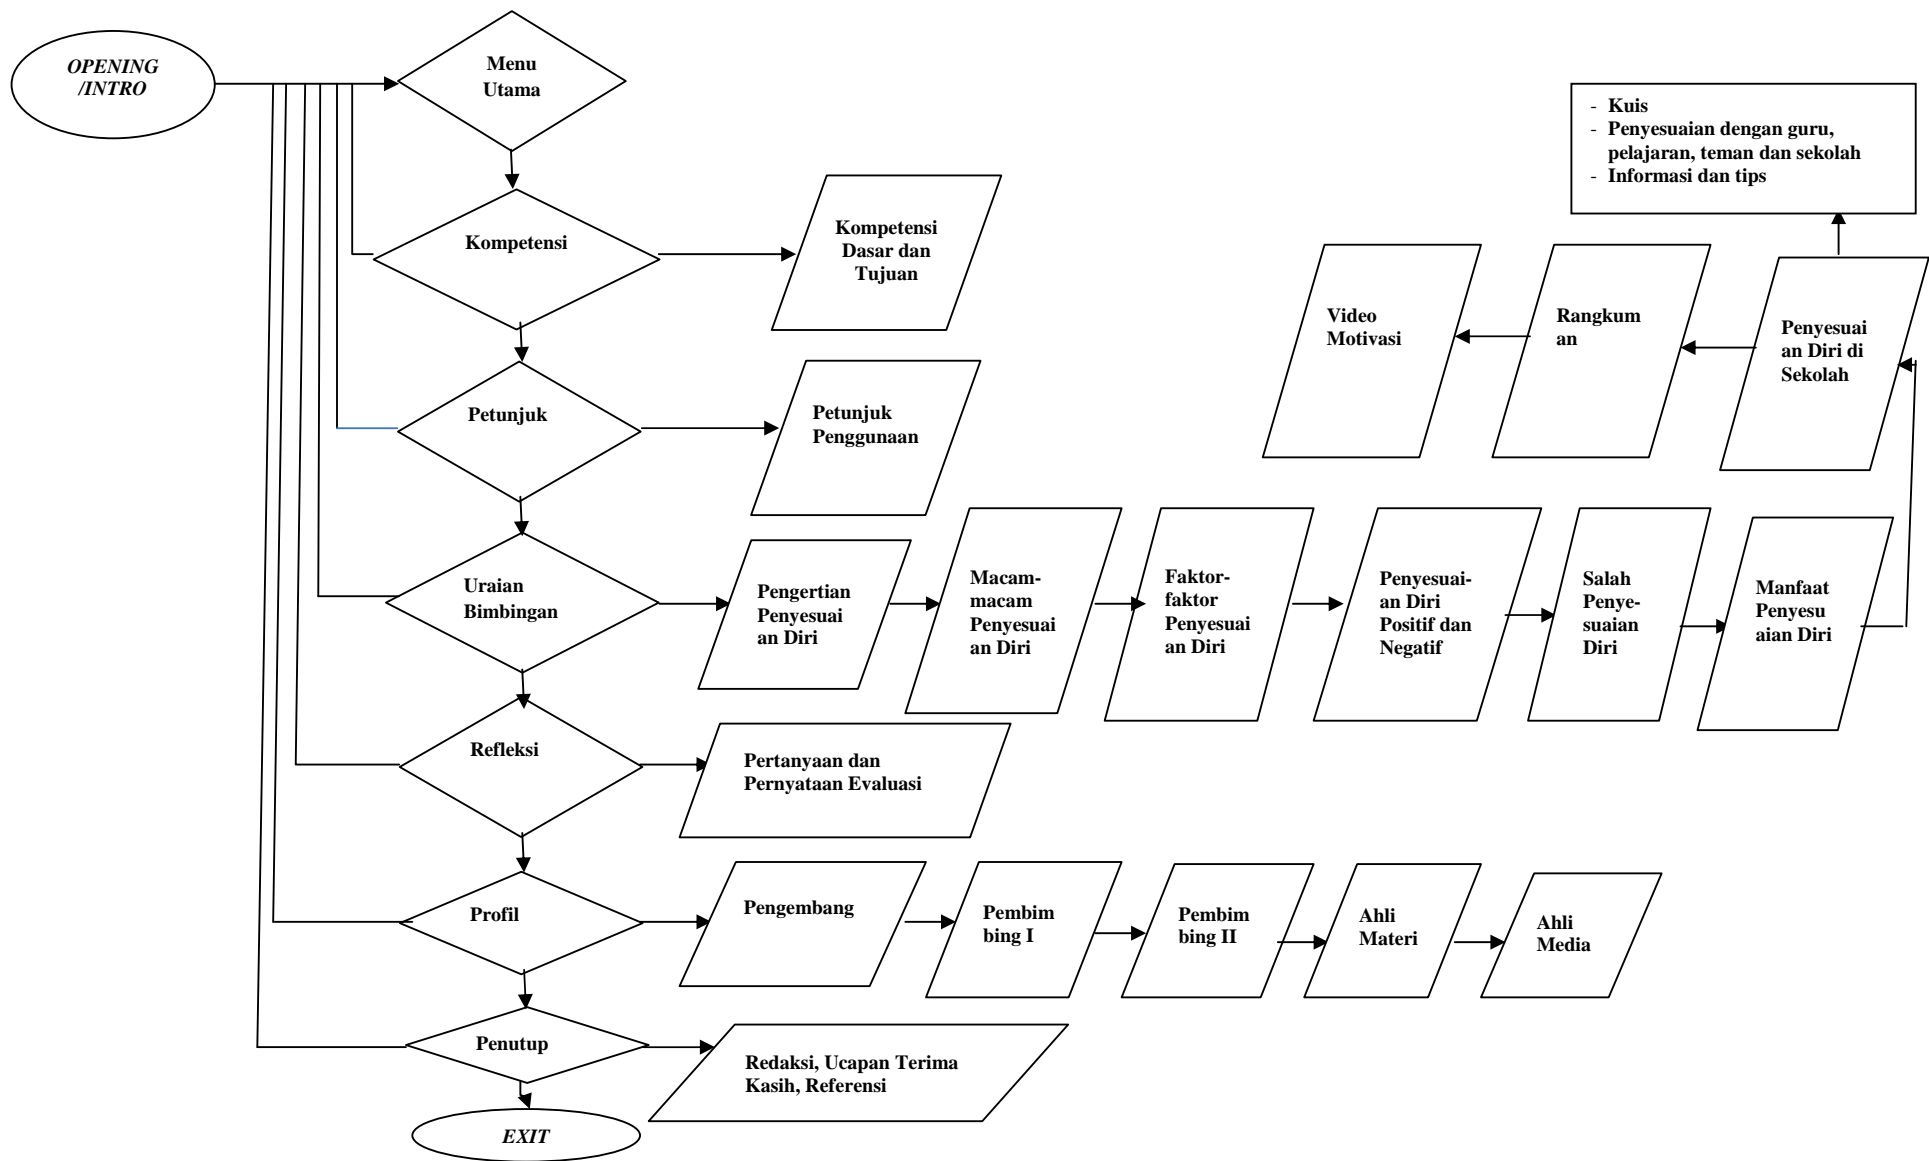 OPENING
/INTRO
Menu
Utama
- Kuis
- Penyesuaian dengan guru,
pelajaran, teman dan sekolah
- Informasi dan tips
Kompetensi
Kompetensi
Dasar dan
Tujuan
Video
Motivasi
Rangkum
an
Penyesuai
an Diri di
Sekolah
Petunjuk
Petunjuk
Penggunaan
Uraian
Bimbingan
Pengertian
Penyesuai
an Diri
Macam-
macam
Penyesuai
an Diri
Faktor-
faktor
Penyesuai
an Diri
Penyesuai-
an Diri
Positif dan
Negatif
Salah
Penye-
suaian
Diri
Manfaat
Penyesu
aian Diri
Refleksi
Pertanyaan dan
Pernyataan Evaluasi
Profil
Pengembang
Pembim
bing I
Pembim
bing II
Ahli
Materi
Ahli
Media
Penutup
Redaksi, Ucapan Terima
Kasih, Referensi
EXIT